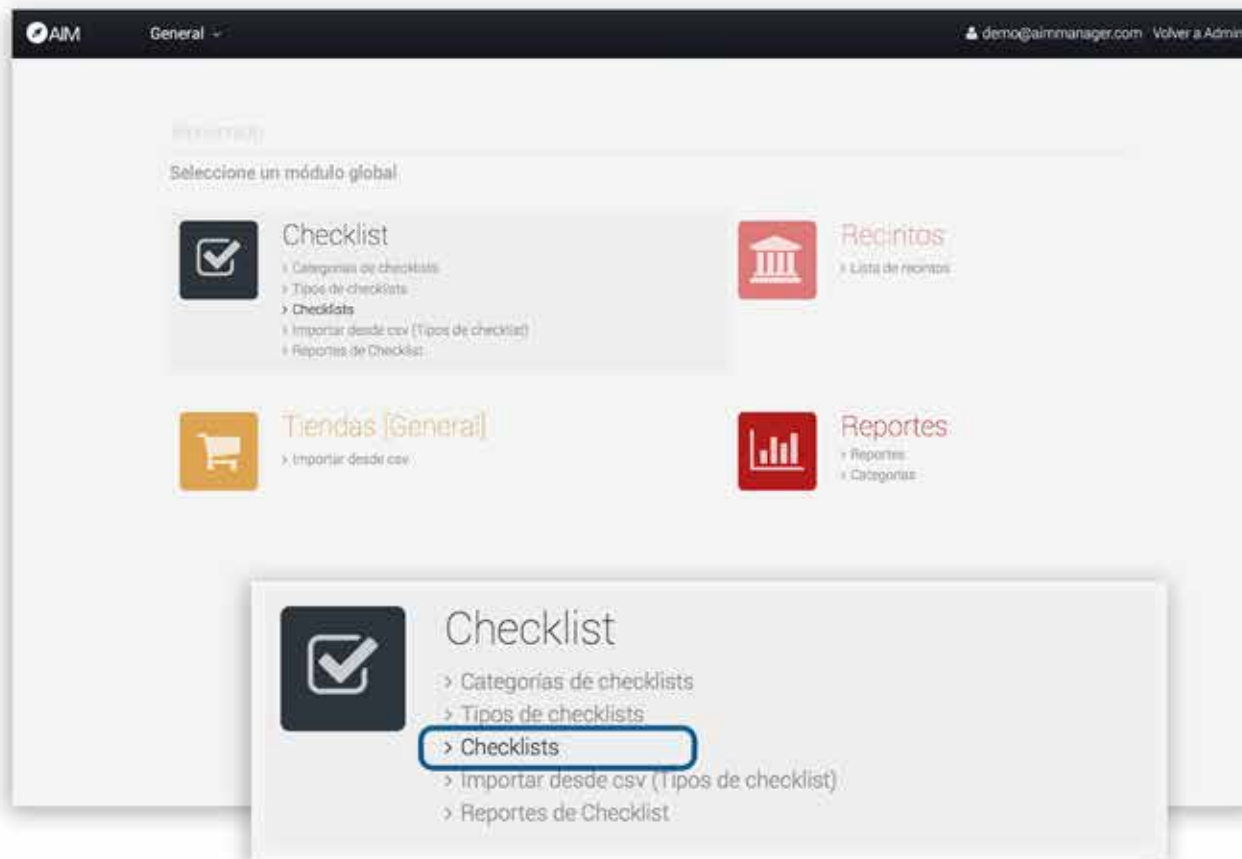 AIM General demo@aimmanager.com Volver a Admin
Bienvenido
Seleccione un módulo global
Checklist
> Categorías de checklists
> Tipos de checklists
> Checklists
> Importar desde csv (Tipos de checklist)
> Reportes de Checklist
Recintos
> Lista de recintos
Tiendas [General]
> Importar desde csv
Reportes
> Reportes
> Categorías
Checklist
> Categorías de checklists
> Tipos de checklists
> Checklists
> Importar desde csv (Tipos de checklist)
> Reportes de Checklist